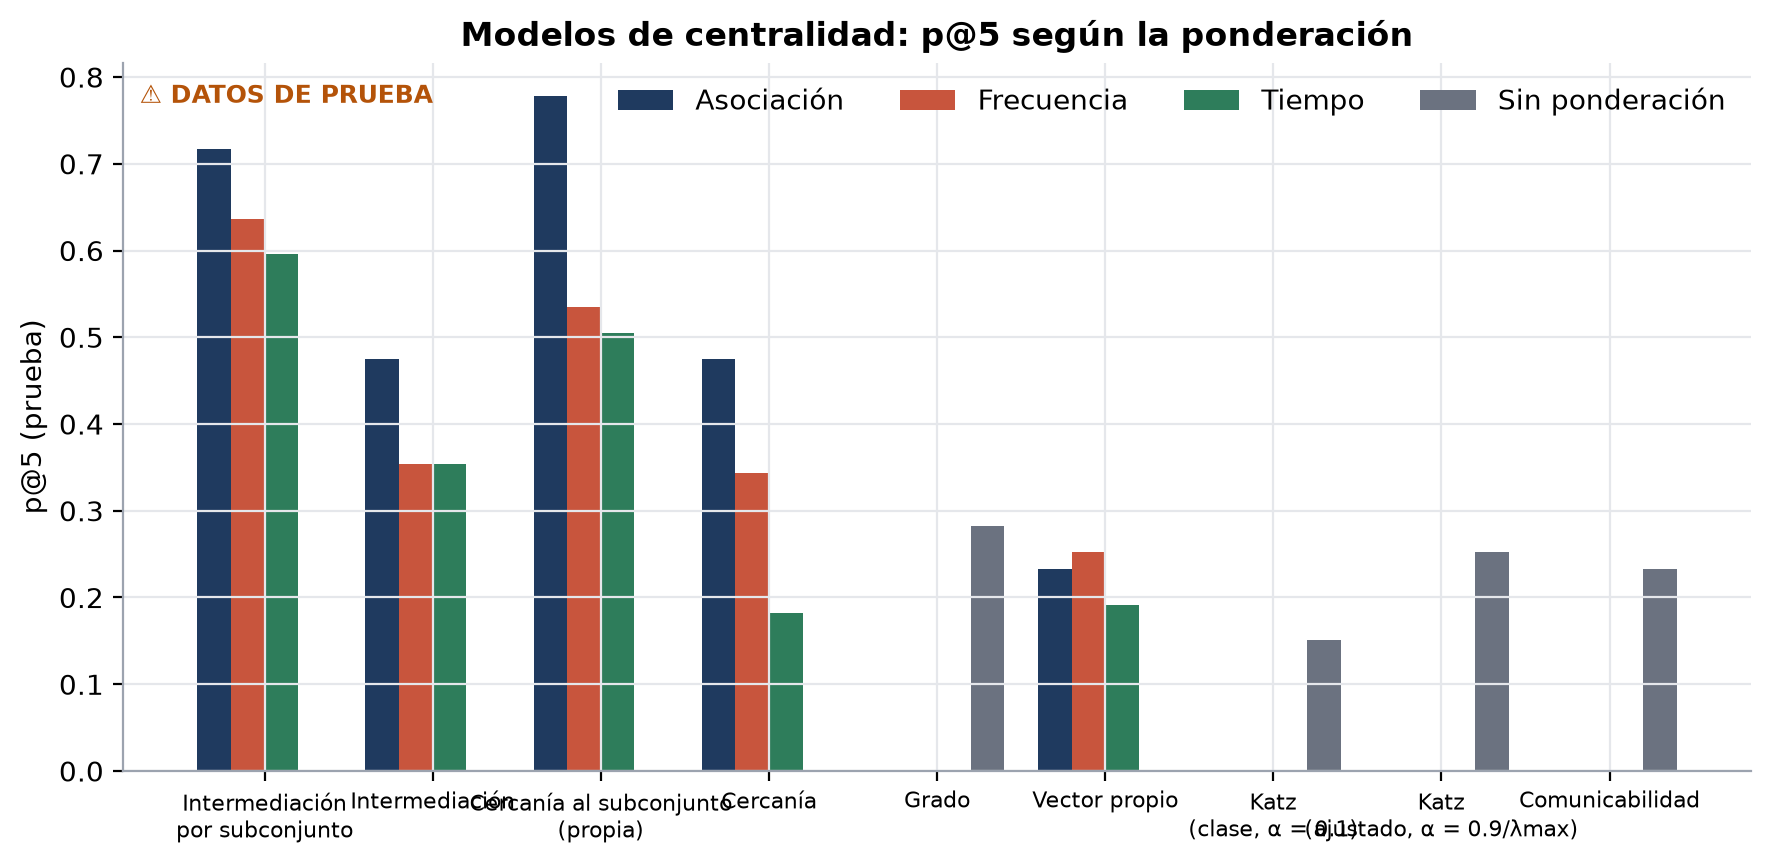 Modelos de centralidad: p@5 según la ponderación
⚠ DATOS DE PRUEBA
Asociación
Frecuencia
Tiempo
Sin ponderación
p@5 (prueba)
0.8
0.7
0.6
0.5
0.4
0.3
0.2
0.1
0.0
Intermediación
por subconjunto
Intermediación
Cercanía al subconjunto
(propia)
Cercanía
Grado
Vector propio
Katz
(clase, α = 0.1)
Katz
(ajustado, α = 0.9/λmax)
Comunicabilidad